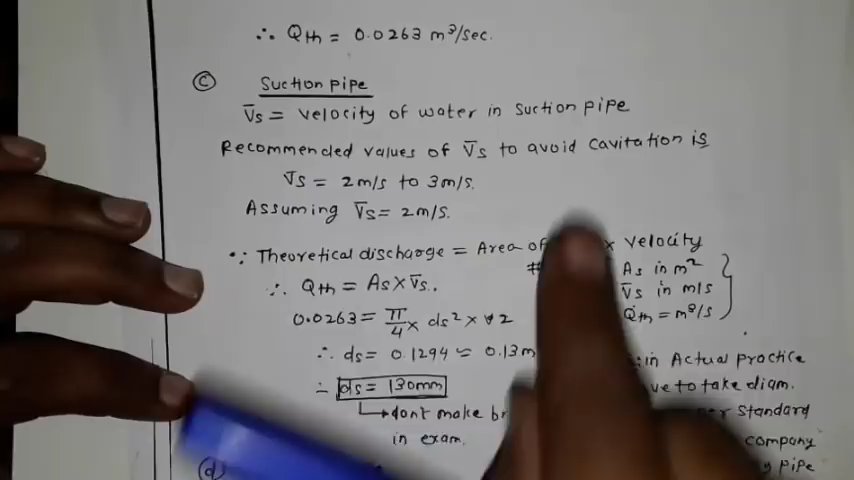 ∴ Qth = 0.0263 m³/sec.
ⓒ Suction pipe
V̅s = velocity of water in suction pipe
Recommended values of V̅s to avoid cavitation is
V̅s = 2m/s to 3m/s.
Assuming V̅s = 2m/s.
∵ Theoretical discharge = Area of × velocity
As in m²
∴ Qth = As × V̅s.
V̅s in m/s
0.0263 = π/4 × ds² × 2
Qth = m³/s
∴ ds = 0.1294 ≃ 0.13m
in Actual practice
∴ ds = 130mm
to take diam.
dont make
standard
in exam.
company
ⓓ
pipe